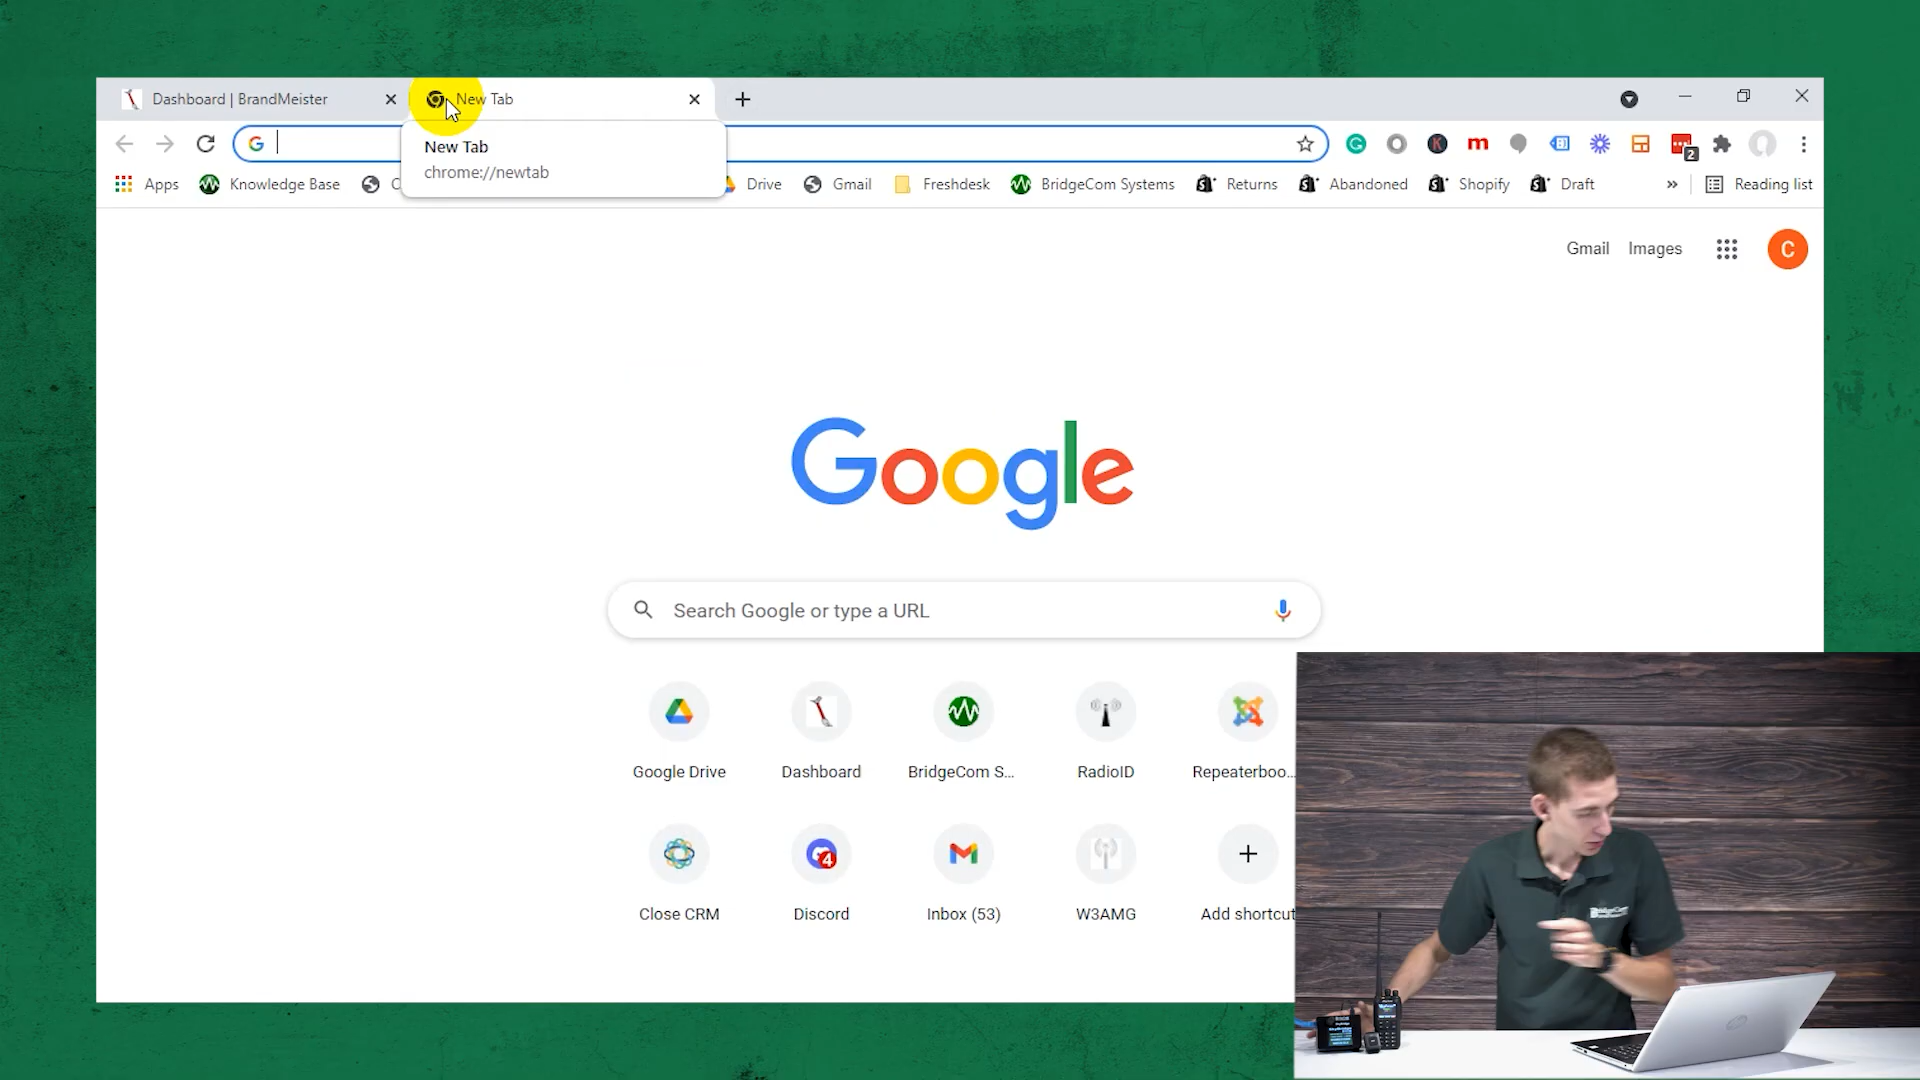 Dashboard | BrandMeister
New Tab
New Tab
chrome://newtab
Apps
Knowledge Base
C
Drive
Gmail
Freshdesk
BridgeCom Systems
Returns
Abandoned
Shopify
Draft
»
Reading list
2
Gmail
Images
C
Google
Search Google or type a URL
Google Drive
Dashboard
BridgeCom S...
RadioID
Repeaterboo...
4
Close CRM
Discord
Inbox (53)
W3AMG
Add shortcut